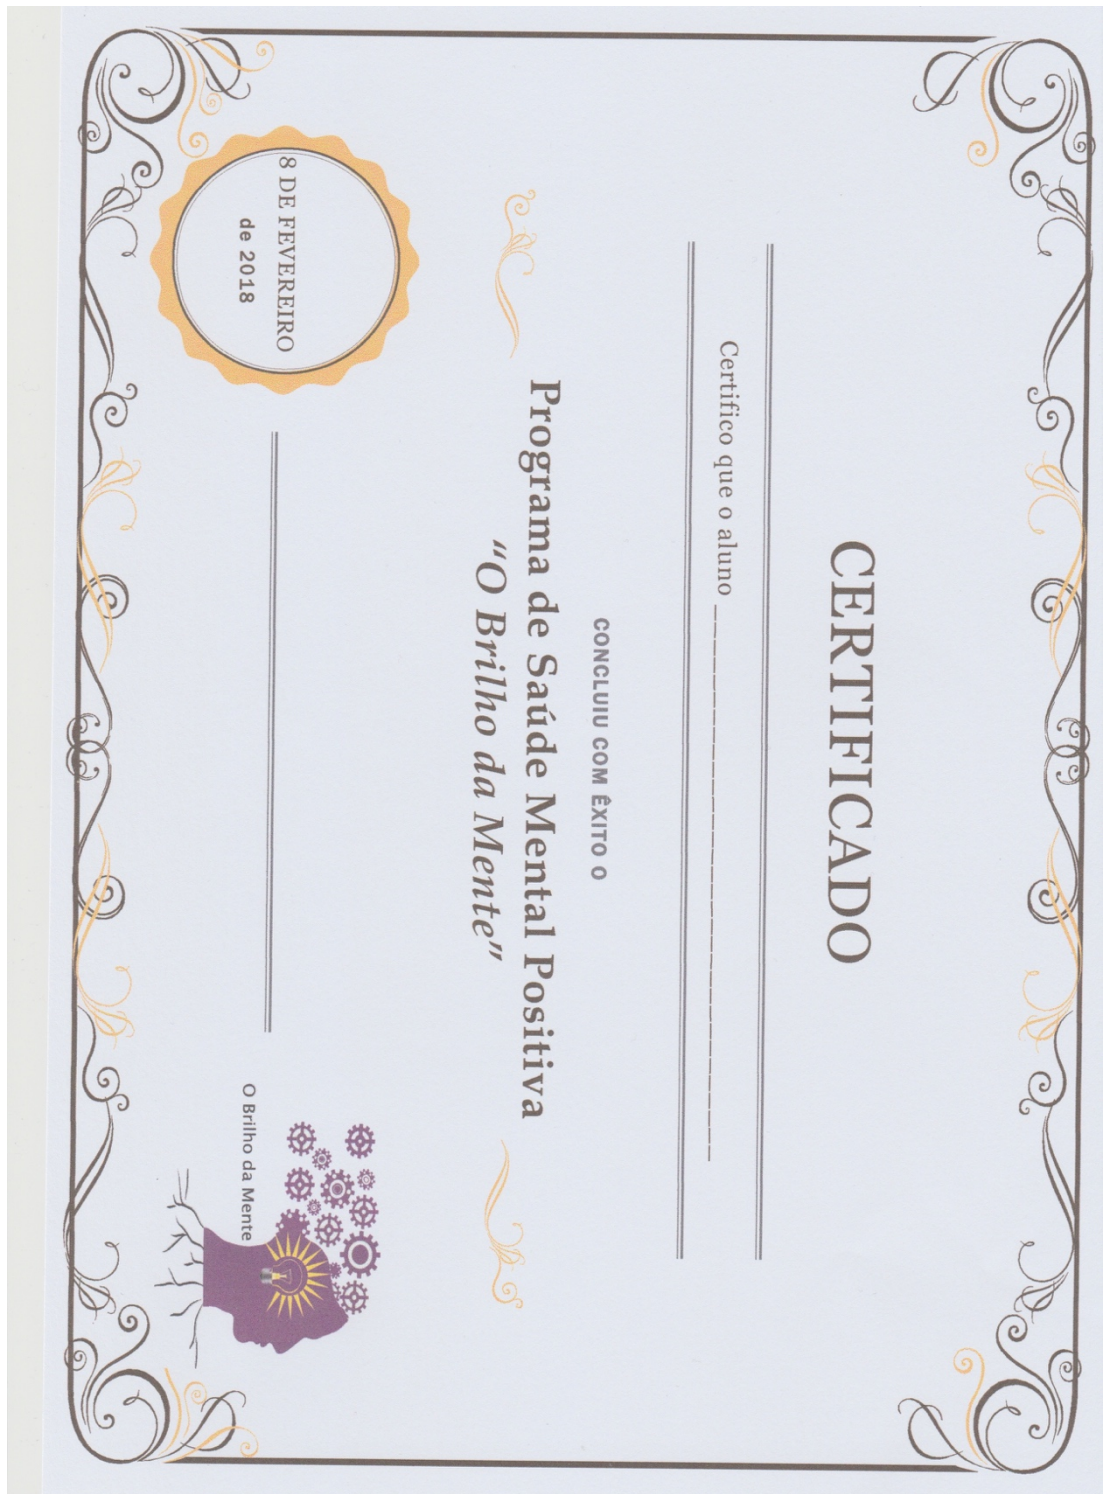 CERTIFICADO
Certifico que o aluno
CONCLUIU COM ÊXITO O
Programa de Saúde Mental Positiva
“O Brilho da Mente”
8 DE FEVEREIRO
de 2018
O Brilho da Mente